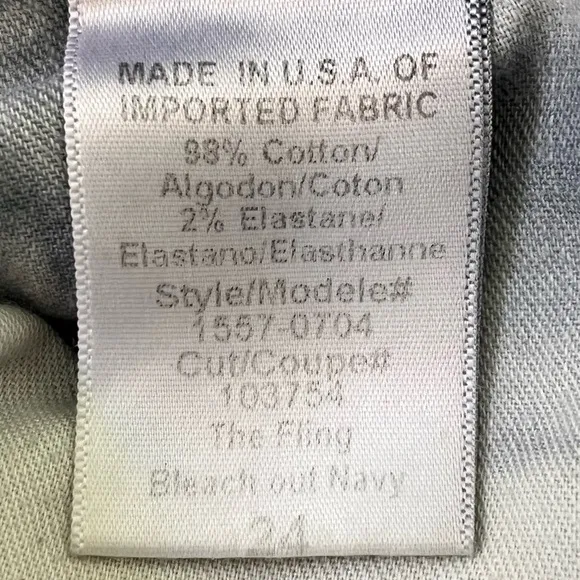 MADE IN U.S.A. OF
IMPORTED FABRIC
98% Cotton/
Algodon/Coton
2% Elastane/
Elastano/Elasthanne
Style/Modele#
1557-0704
Cut/Coupe#
103754
The Fling
Bleach out Navy
24